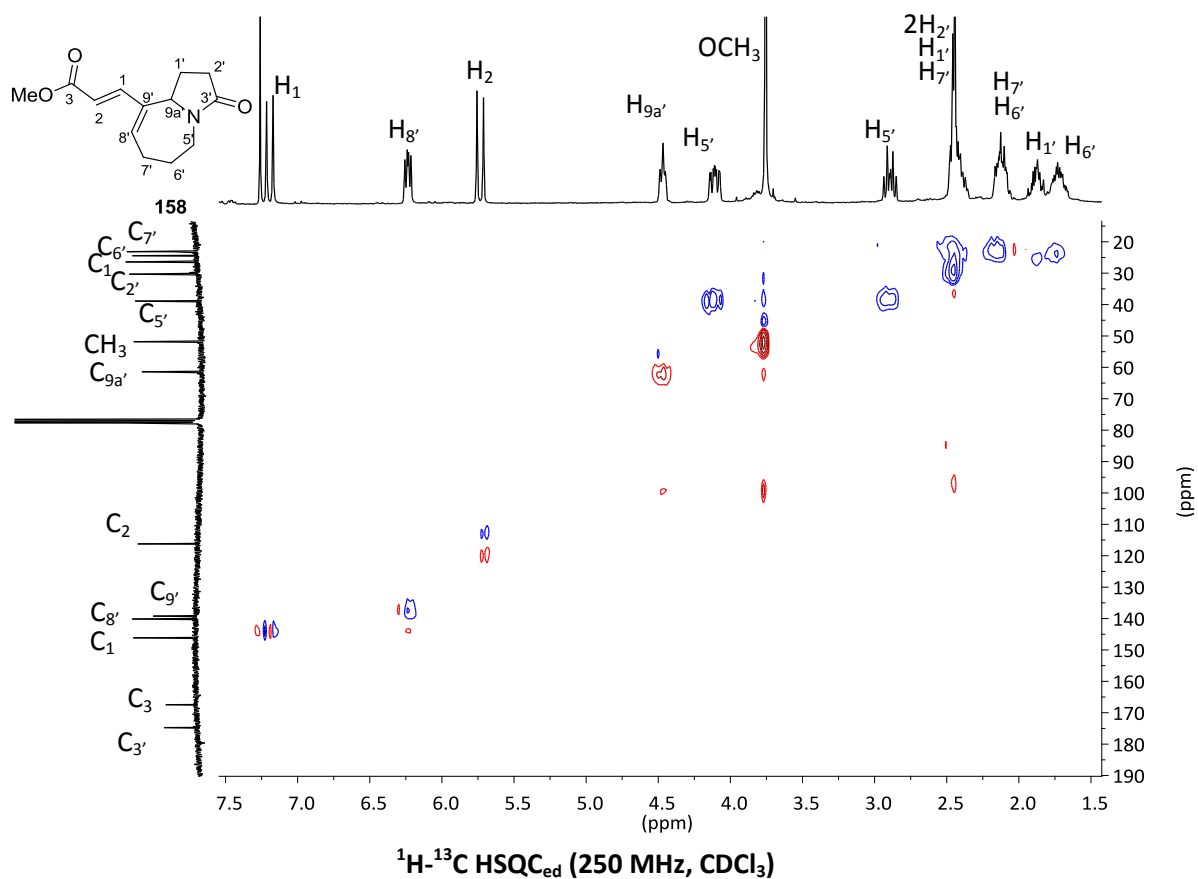 O
MeO
3
2
1
9'
8'
7'
6'
5'
N
9a'
1'
2'
3'
O
158
H1
H8'
H2
H9a'
H5'
OCH3
H5'
2H2'
H1'
H7'
H7'
H6'
H1'
H6'
C7'
C6'
C1
C2'
C5'
CH3
C9a'
C2
C9'
C8'
C1
C3
C3'
20
30
40
50
60
70
80
90
100
110
120
130
140
150
160
170
180
190
(ppm)
7.5 7.0 6.5 6.0 5.5 5.0 4.5 4.0 3.5 3.0 2.5 2.0 1.5
(ppm)
¹H-¹³C HSQCed (250 MHz, CDCl₃)